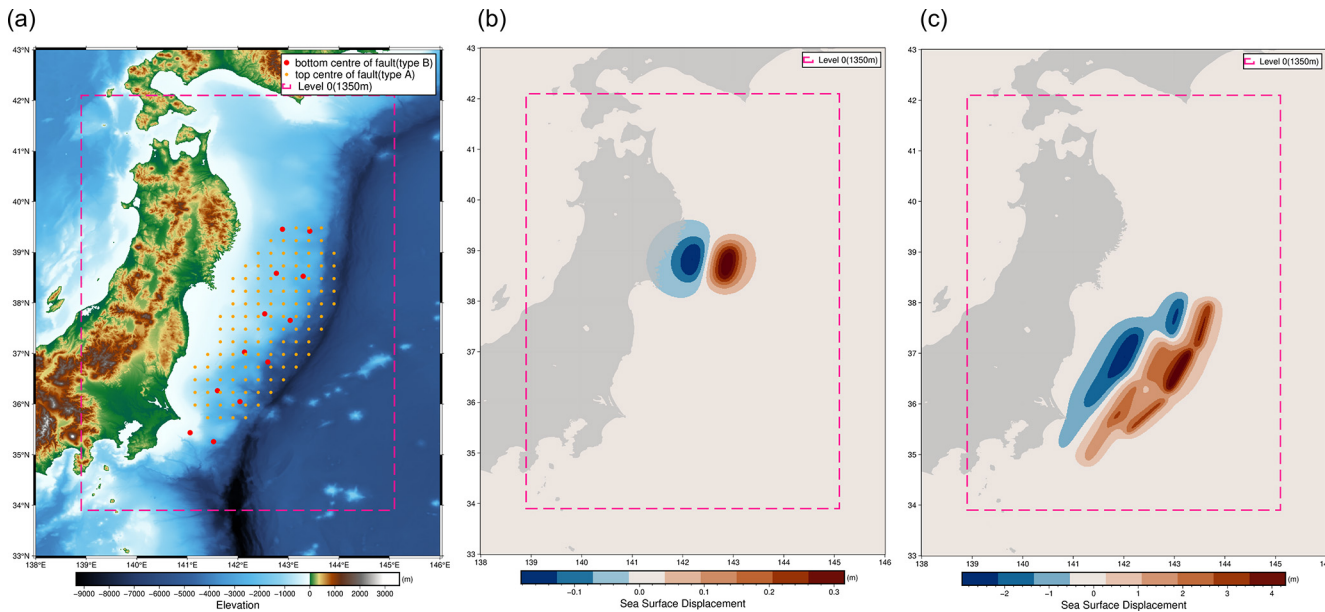 (a)
43°N
42°N
41°N
40°N
39°N
38°N
37°N
36°N
35°N
34°N
33°N
138°E 139°E 140°E 141°E 142°E 143°E 144°E 145°E 146°E
bottom centre of fault(type B)
top centre of fault(type A)
Level 0(1350m)
−9000 −8000 −7000 −6000 −5000 −4000 −3000 −2000 −1000 0 1000 2000 3000
(m)
Elevation
(b)
43
42
41
40
39
38
37
36
35
34
33
138 139 140 141 142 143 144 145 146
Level 0(1350m)
−0.1 0.0 0.1 0.2 0.3
(m)
Sea Surface Displacement
(c)
43
42
41
40
39
38
37
36
35
34
33
138 139 140 141 142 143 144 145
Level 0(1350m)
−2 −1 0 1 2 3 4
(m)
Sea Surface Displacement